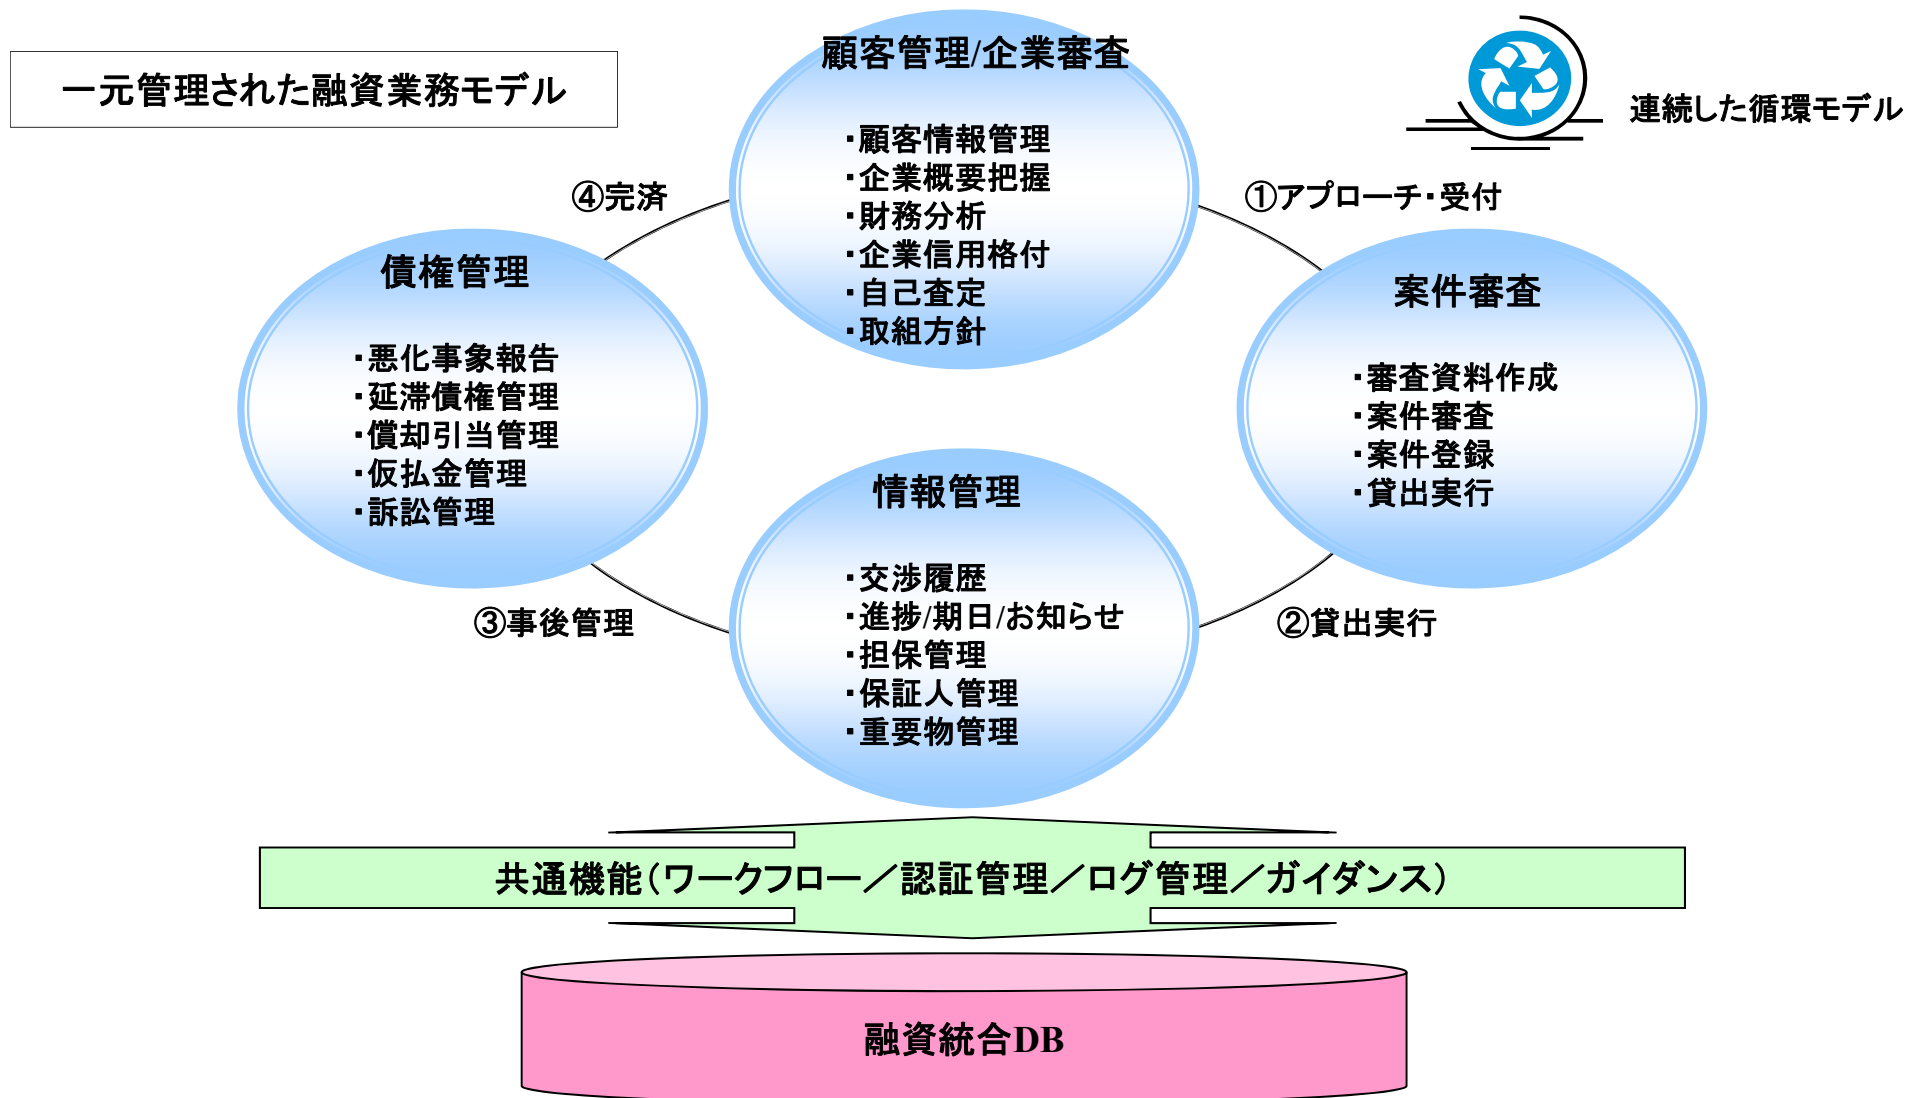 一元管理された融資業務モデル
連続した循環モデル
顧客管理/企業審査
・顧客情報管理
・企業概要把握
・財務分析
・企業信用格付
・自己査定
・取組方針
④完済
①アプローチ・受付
債権管理
・悪化事象報告
・延滞債権管理
・償却引当管理
・仮払金管理
・訴訟管理
案件審査
・審査資料作成
・案件審査
・案件登録
・貸出実行
情報管理
・交渉履歴
・進捗/期日/お知らせ
・担保管理
・保証人管理
・重要物管理
③事後管理
②貸出実行
共通機能（ワークフロー／認証管理／ログ管理／ガイダンス）
融資統合DB